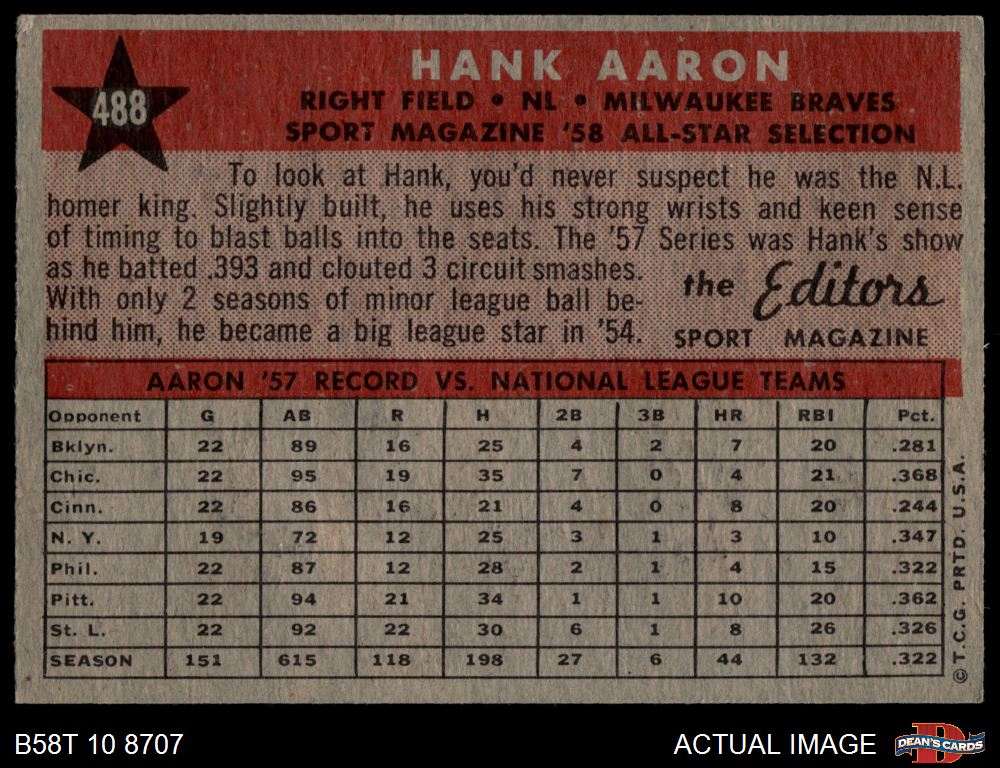 488
HANK AARON
RIGHT FIELD • NL • MILWAUKEE BRAVES
SPORT MAGAZINE '58 ALL-STAR SELECTION
To look at Hank, you'd never suspect he was the N.L.
homer king. Slightly built, he uses his strong wrists and keen sense
of timing to blast balls into the seats. The '57 Series was Hank's show
as he batted .393 and clouted 3 circuit smashes.
With only 2 seasons of minor league ball be-
hind him, he became a big league star in '54.
the Editors
SPORT MAGAZINE
AARON '57 RECORD VS. NATIONAL LEAGUE TEAMS
Opponent G AB R H 2B 3B HR RBI Pct.
Bklyn. 22 89 16 25 4 2 7 20 .281
Chic. 22 95 19 35 7 0 4 21 .368
Cinn. 22 86 16 21 4 0 8 20 .244
N. Y. 19 72 12 25 3 1 3 10 .347
Phil. 22 87 12 28 2 1 4 15 .322
Pitt. 22 94 21 34 1 1 10 20 .362
St. L. 22 92 22 30 6 1 8 26 .326
SEASON 151 615 118 198 27 6 44 132 .322
© T.C.G. PRTD. U.S.A.
B58T 10 8707
ACTUAL IMAGE
D
DEAN'S CARDS